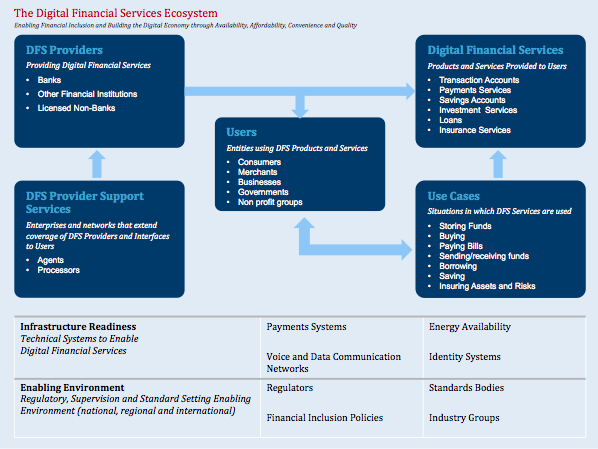 The Digital Financial Services Ecosystem
Enabling Financial Inclusion and Building the Digital Economy through Availability, Affordability, Convenience and Quality
DFS Providers
Providing Digital Financial Services
• Banks
• Other Financial Institutions
• Licensed Non-Banks
Digital Financial Services
Products and Services Provided to Users
• Transaction Accounts
• Payments Services
• Savings Accounts
• Investment Services
• Loans
• Insurance Services
Users
Entities using DFS Products and Services
• Consumers
• Merchants
• Businesses
• Governments
• Non profit groups
DFS Provider Support
Services
Enterprises and networks that extend
coverage of DFS Providers and Interfaces
to Users
• Agents
• Processors
Use Cases
Situations in which DFS Services are used
• Storing Funds
• Buying
• Paying Bills
• Sending/receiving funds
• Borrowing
• Saving
• Insuring Assets and Risks
Infrastructure Readiness
Technical Systems to Enable
Digital Financial Services
Payments Systems
Voice and Data Communication
Networks
Energy Availability
Identity Systems
Enabling Environment
Regulatory, Supervision and Standard Setting Enabling
Environment (national, regional and international)
Regulators
Financial Inclusion Policies
Standards Bodies
Industry Groups